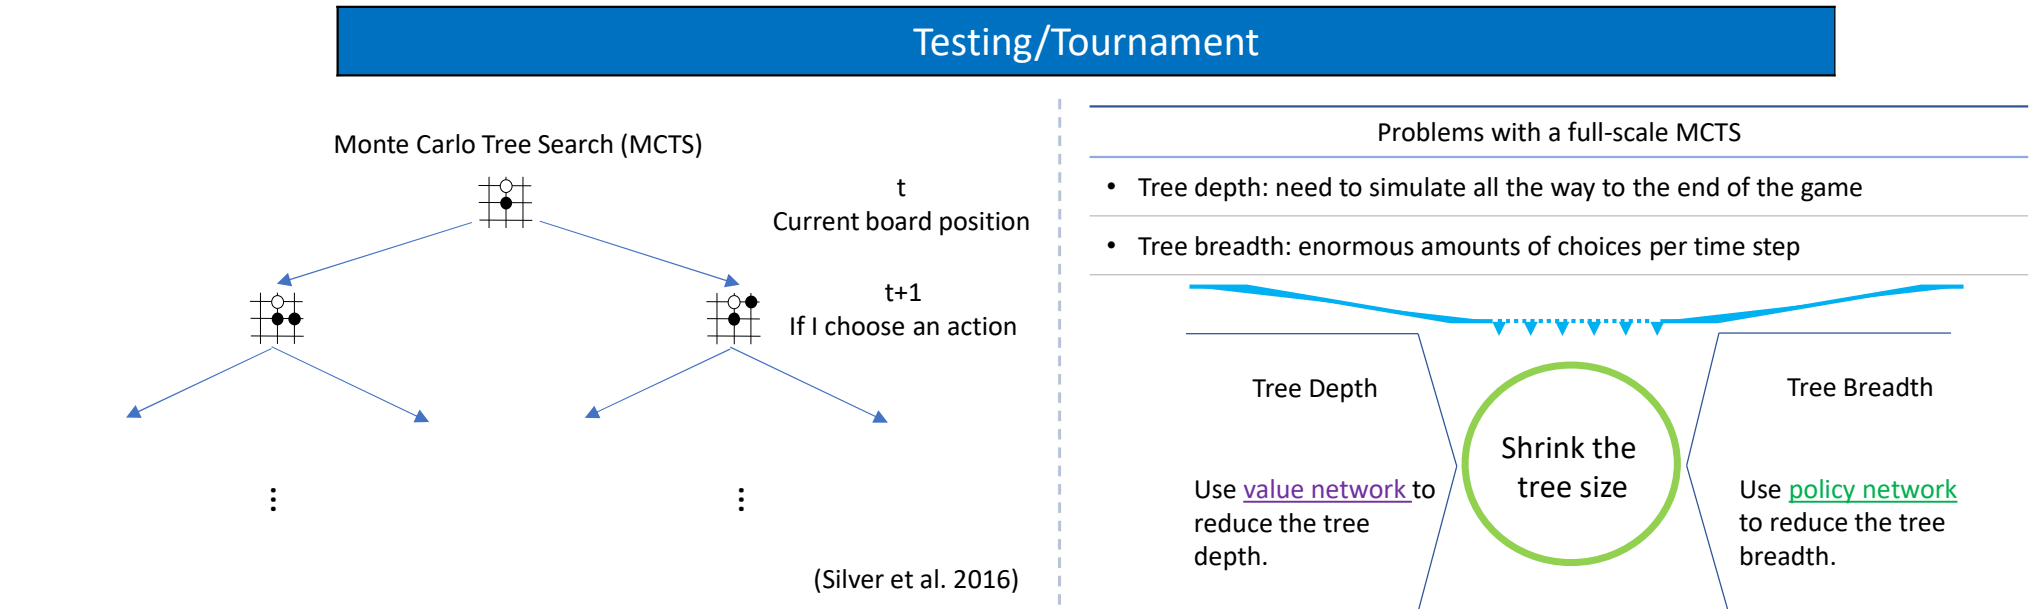 Testing/Tournament
Monte Carlo Tree Search (MCTS)
t
Current board position
t+1
If I choose an action
⋮
⋮
(Silver et al. 2016)
Problems with a full-scale MCTS
• Tree depth: need to simulate all the way to the end of the game
• Tree breadth: enormous amounts of choices per time step
Tree Depth
Use value network to
reduce the tree
depth.
Shrink the
tree size
Tree Breadth
Use policy network
to reduce the tree
breadth.